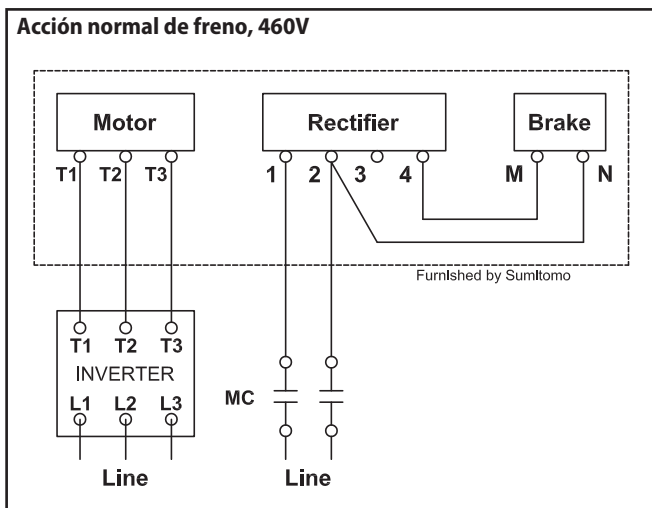 Acción normal de freno, 460V
Motor
Rectifier
Brake
T1 T2 T3
1 2 3 4
M N
Furnished by Sumitomo
T1 T2 T3
INVERTER
L1 L2 L3
MC
Line
Line